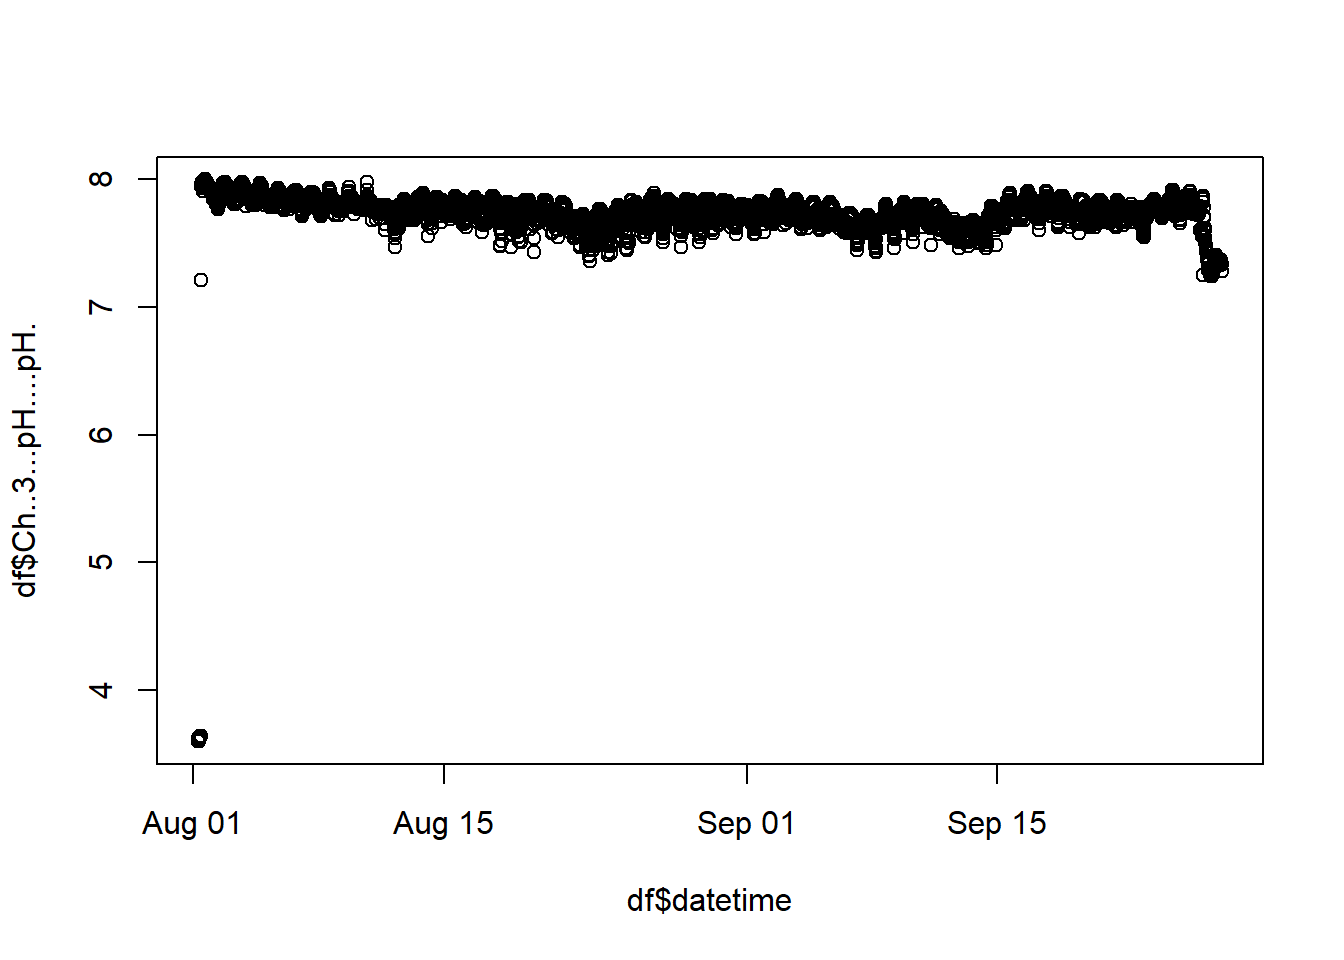 8
7
6
5
4
df$Ch..3...pH....pH.
Aug 01
Aug 15
Sep 01
Sep 15
df$datetime